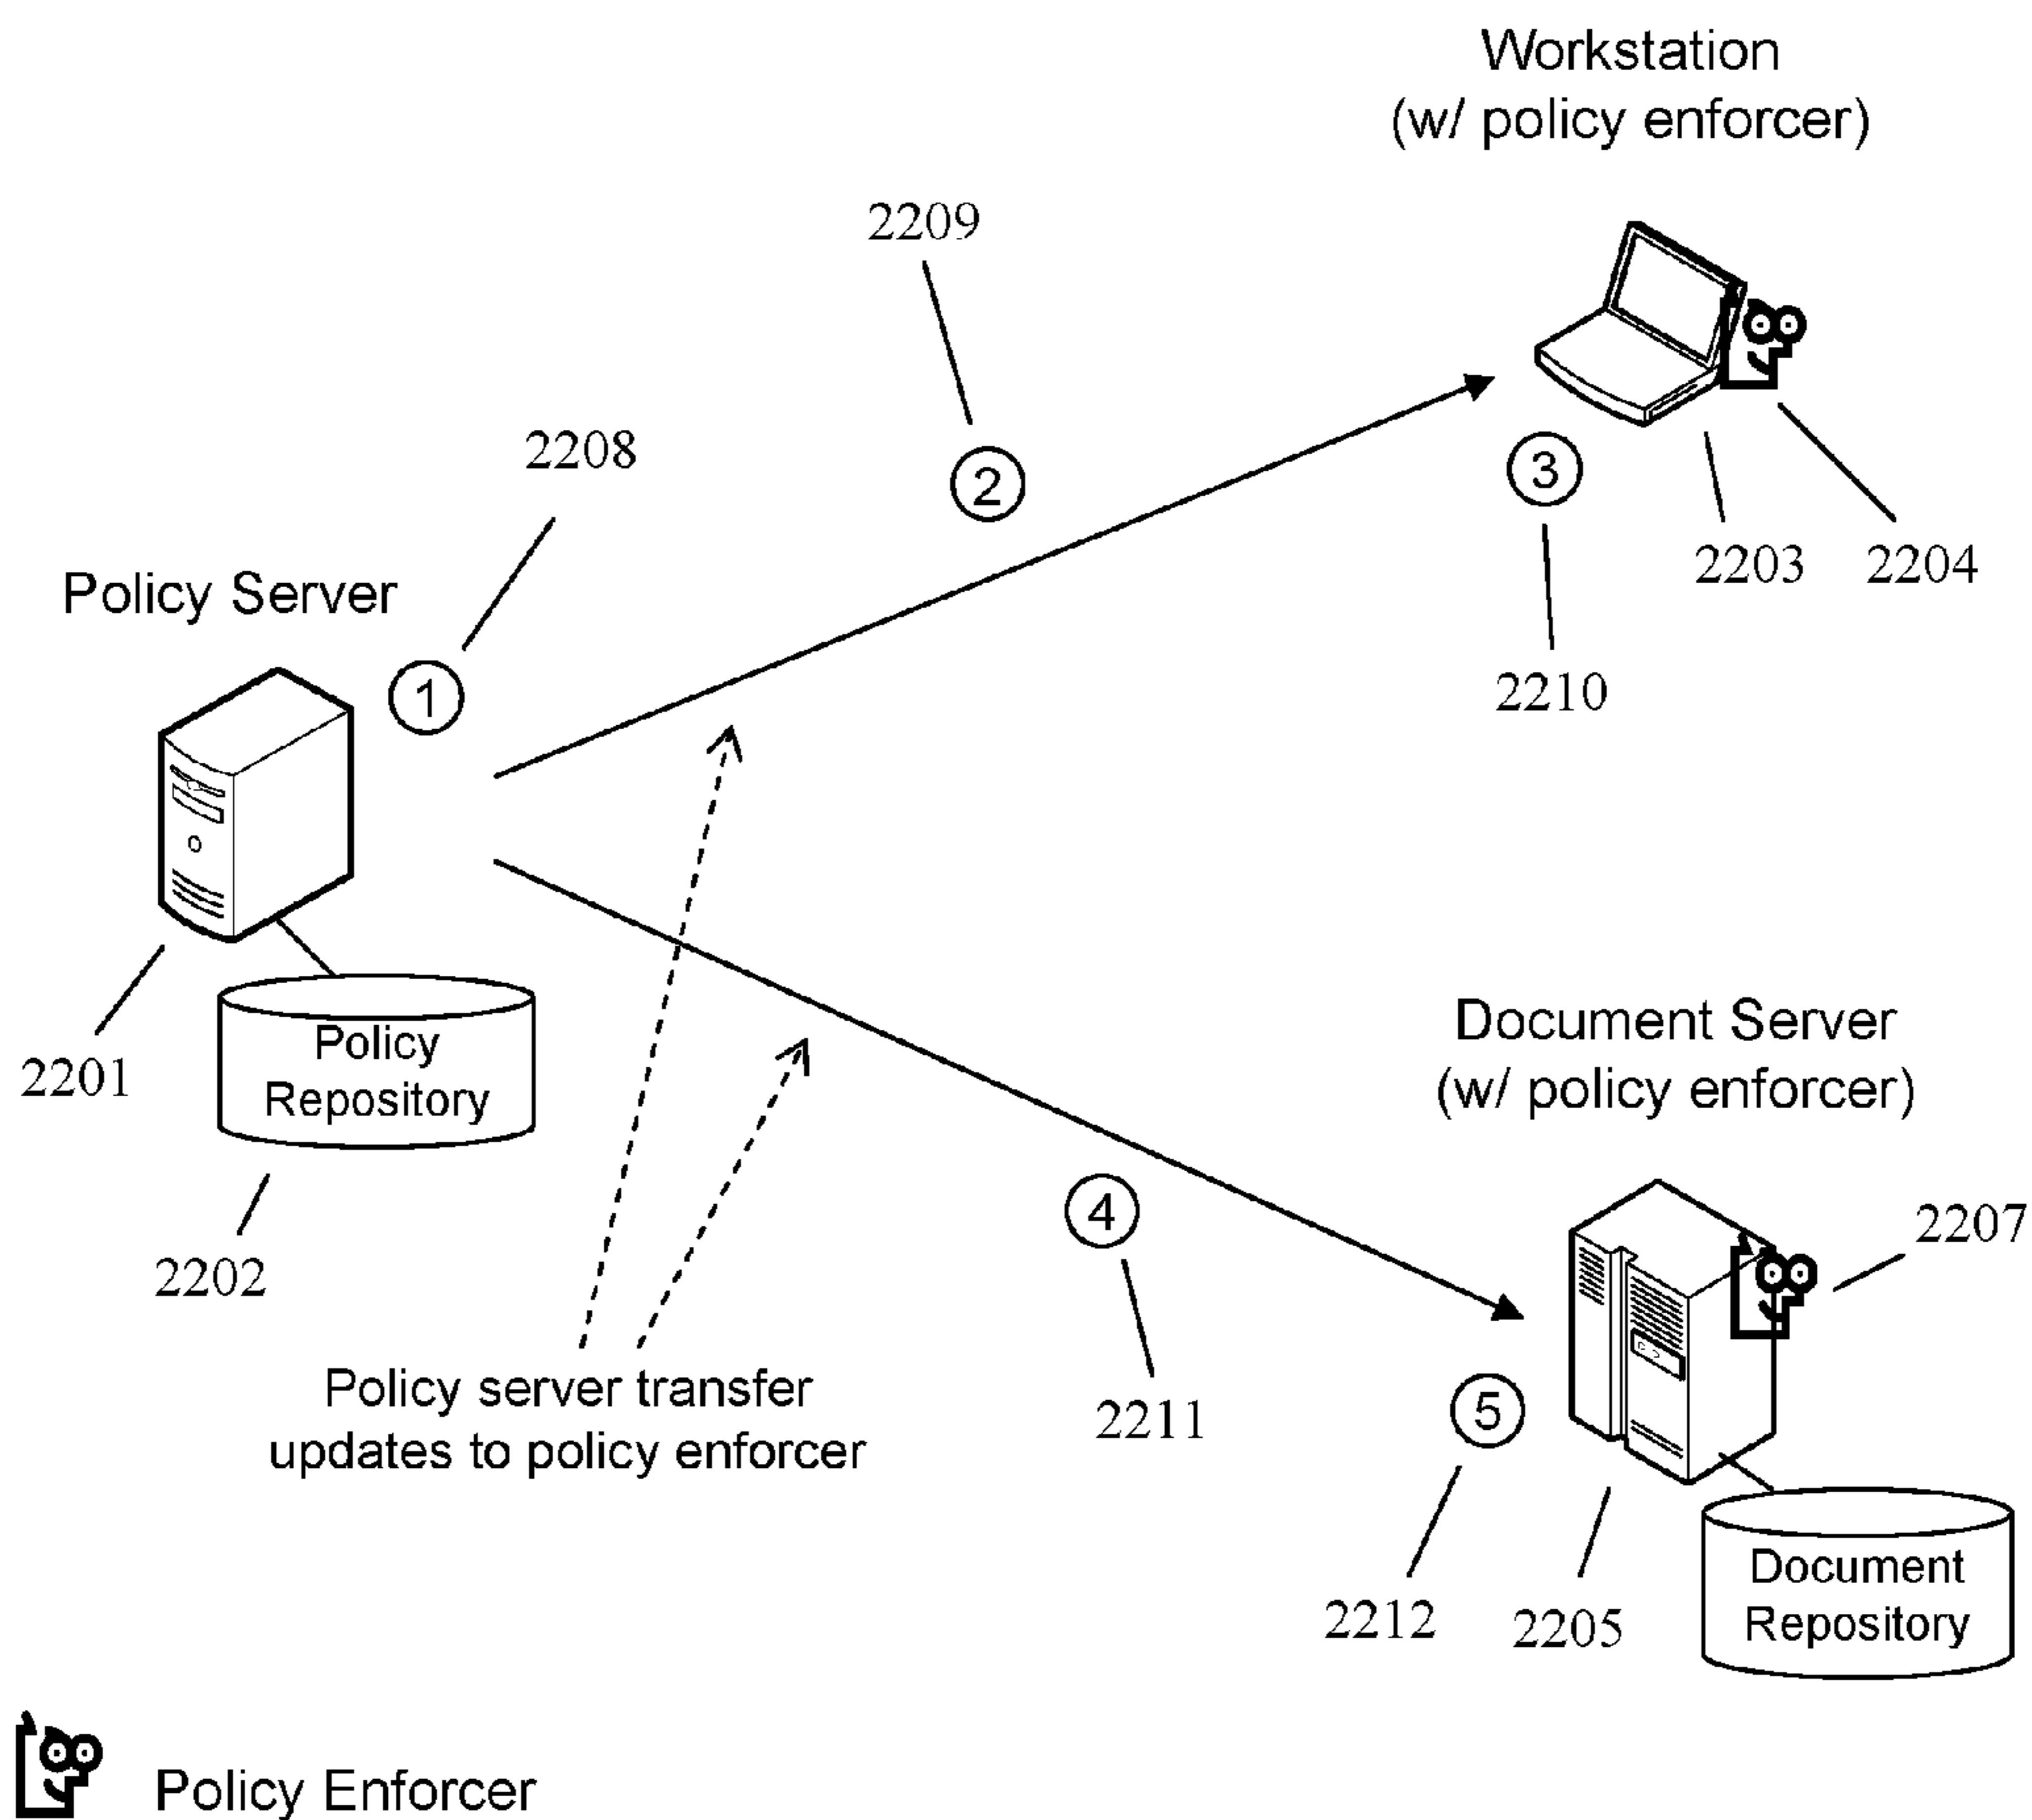 Workstation
(w/ policy enforcer)
2209
2208
2
3
2203
2204
Policy Server
1
2210
2201
Policy
Repository
2202
Document Server
(w/ policy enforcer)
4
2207
2211
Policy server transfer
updates to policy enforcer
5
2212
2205
Document
Repository
Policy Enforcer